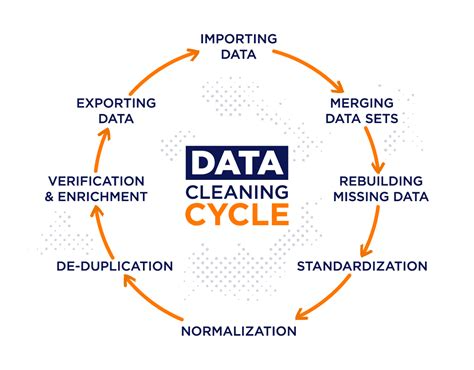 IMPORTING
DATA
MERGING
DATA SETS
REBUILDING
MISSING DATA
STANDARDIZATION
NORMALIZATION
DE-DUPLICATION
VERIFICATION
& ENRICHMENT
EXPORTING
DATA
DATA
CLEANING
CYCLE